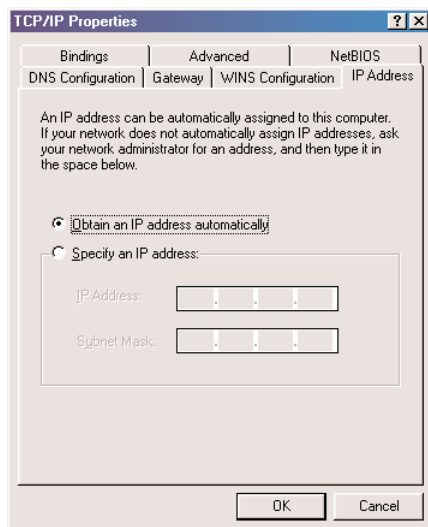 TCP/IP Properties
Bindings
Advanced
NetBIOS
DNS Configuration
Gateway
WINS Configuration
IP Address
An IP address can be automatically assigned to this computer.
If your network does not automatically assign IP addresses, ask
your network administrator for an address, and then type it in
the space below.
Obtain an IP address automatically
Specify an IP address:
IP Address:
Subnet Mask:
OK
Cancel